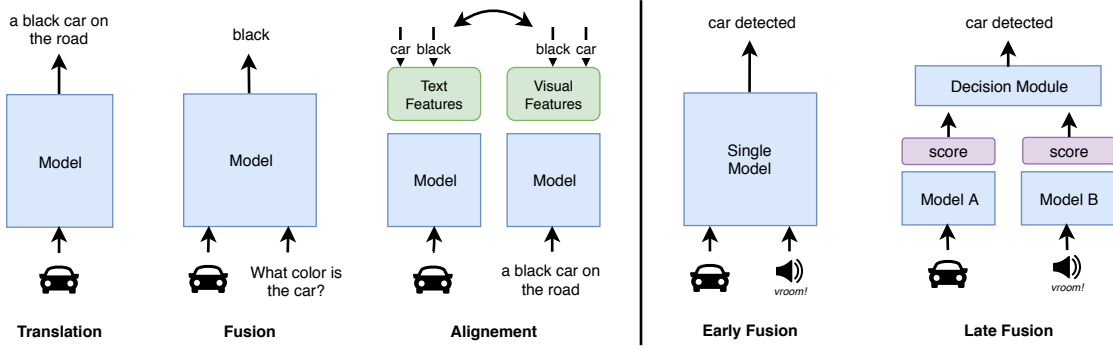 a black car on
the road
Model
Translation
black
Model
What color is
the car?
Fusion
car black
Text
Features
Model
black car
Visual
Features
Model
a black car on
the road
Alignement
car detected
Single
Model
vroom!
Early Fusion
car detected
Decision Module
score
score
Model A
Model B
vroom!
Late Fusion